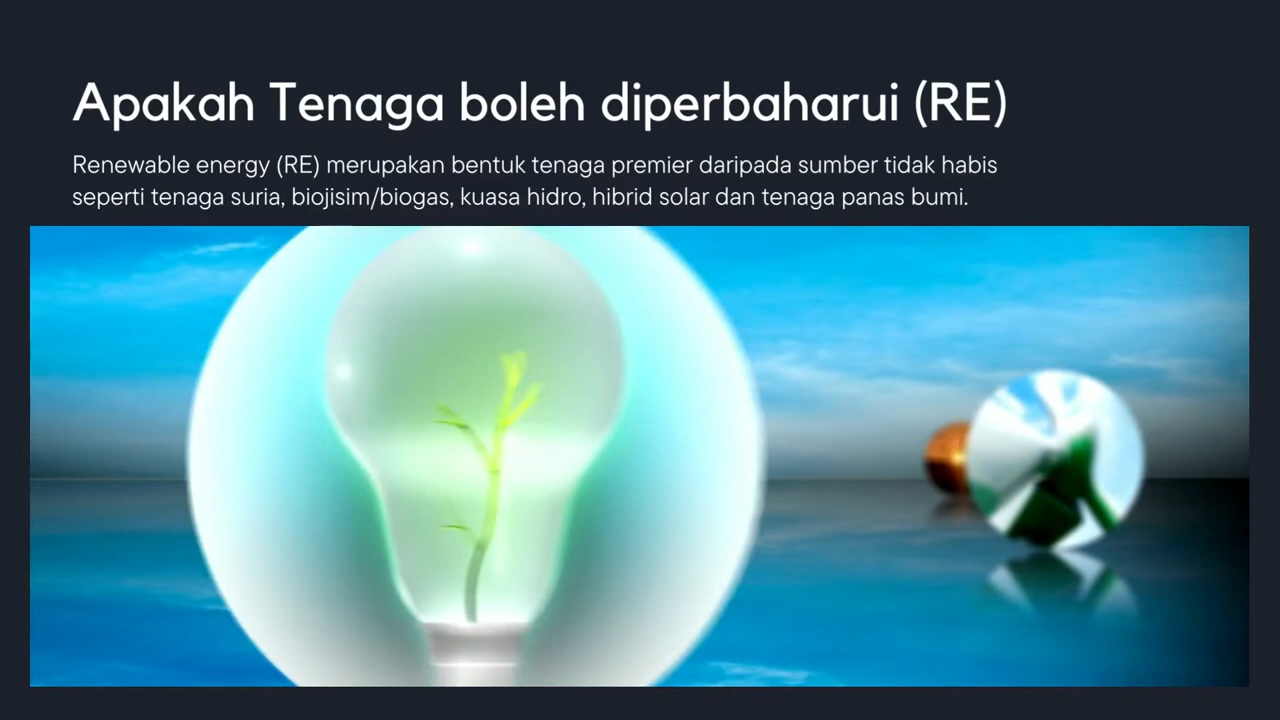 Apakah Tenaga boleh diperbaharui (RE)
Renewable energy (RE) merupakan bentuk tenaga premier daripada sumber tidak habis
seperti tenaga suria, biojisim/biogas, kuasa hidro, hibrid solar dan tenaga panas bumi.